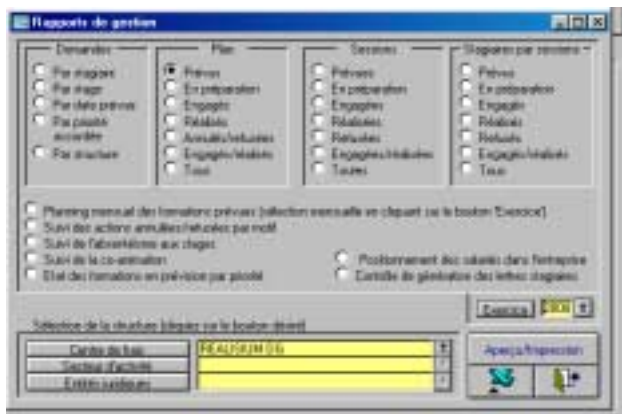 Rapports de gestion
Demandes
Par stagiaire
Par stage
Par date prévue
Par priorité accordée
Par structure
Plan
Prévus
En préparation
Engagés
Réalisés
Annulés/refusés
Engagés/réalisés
Tous
Sessions
Prévues
En préparation
Engagées
Réalisées
Refusées
Engagées/réalisées
Toutes
Stagiaires par sessions
Prévus
En préparation
Engagés
Réalisés
Refusés
Engagés/réalisés
Tous
Planning mensuel des formations prévues (sélection mensuelle en cliquant sur le bouton 'Exercice')
Suivi des actions annulées/refusées par motif
Suivi de l'absentéisme aux stages
Suivi de la co-animation
Etat des formations en prévision par priorité
Positionnement des salariés dans l'entreprise
Contrôle de génération des lettres stagiaires
Exercice
Sélection de la structure (cliquez sur le bouton désiré)
Centre de frais
REALISIUM DG
Secteur d'activité
Entités juridiques
Aperçu/Impression